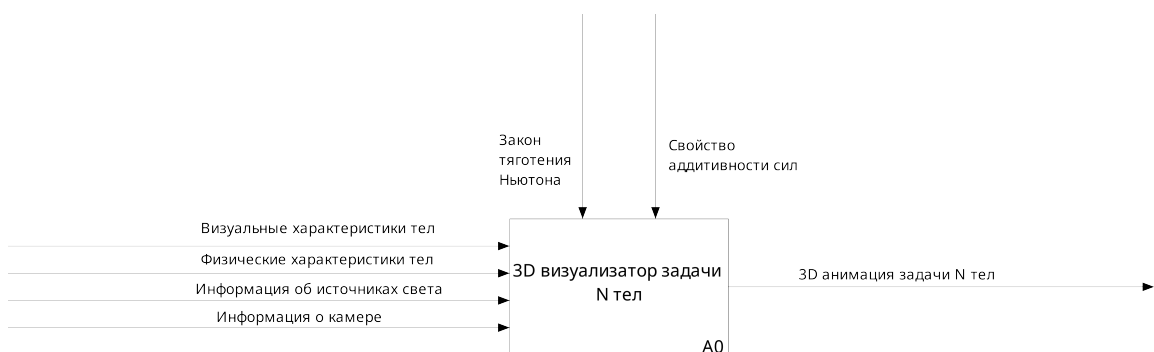 Закон
тяготения
Ньютона
Свойство
аддитивности сил
Визуальные характеристики тел
Физические характеристики тел
Информация об источниках света
Информация о камере
3D визуализатор задачи
N тел
A0
3D анимация задачи N тел